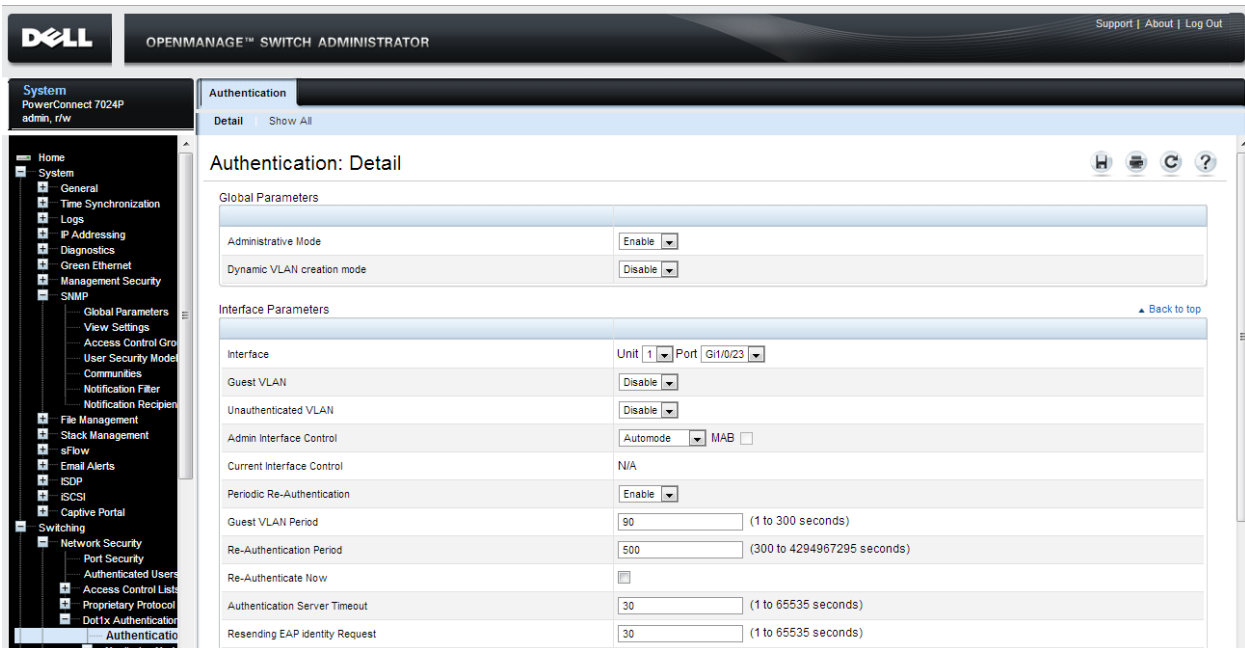 DELL
OPENMANAGE™ SWITCH ADMINISTRATOR
Support | About | Log Out
System
PowerConnect 7024P
admin, r/w
Authentication
Detail Show All
Home
System
General
Time Synchronization
Logs
IP Addressing
Diagnostics
Green Ethernet
Management Security
SNMP
Global Parameters
View Settings
Access Control Gro
User Security Model
Communities
Notification Filter
Notification Recipien
File Management
Stack Management
sFlow
Email Alerts
ISDP
iSCSI
Captive Portal
Switching
Network Security
Port Security
Authenticated Users
Access Control Lists
Proprietary Protocol
Dot1x Authentication
Authenticatio
Authentication: Detail
Global Parameters
Administrative Mode Enable
Dynamic VLAN creation mode Disable
Interface Parameters Back to top
Interface Unit 1 Port Gi1/0/23
Guest VLAN Disable
Unauthenticated VLAN Disable
Admin Interface Control Automode MAB
Current Interface Control N/A
Periodic Re-Authentication Enable
Guest VLAN Period 90 (1 to 300 seconds)
Re-Authentication Period 500 (300 to 4294967295 seconds)
Re-Authenticate Now
Authentication Server Timeout 30 (1 to 65535 seconds)
Resending EAP identity Request 30 (1 to 65535 seconds)